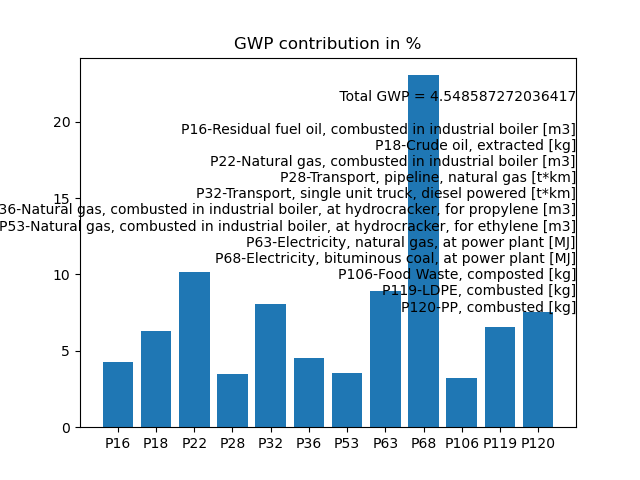 GWP contribution in %
Total GWP = 4.548587272036417
20
P16-Residual fuel oil, combusted in industrial boiler [m3]
P18-Crude oil, extracted [kg]
P22-Natural gas, combusted in industrial boiler [m3]
P28-Transport, pipeline, natural gas [t*km]
P32-Transport, single unit truck, diesel powered [t*km]
15
36-Natural gas, combusted in industrial boiler, at hydrocracker, for propylene [m3]
P53-Natural gas, combusted in industrial boiler, at hydrocracker, for ethylene [m3]
P63-Electricity, natural gas, at power plant [MJ]
P68-Electricity, bituminous coal, at power plant [MJ]
10
P106-Food Waste, composted [kg]
P119-LDPE, combusted [kg]
P120-PP, combusted [kg]
5
0
P16 P18 P22 P28 P32 P36 P53 P63 P68 P106 P119 P120